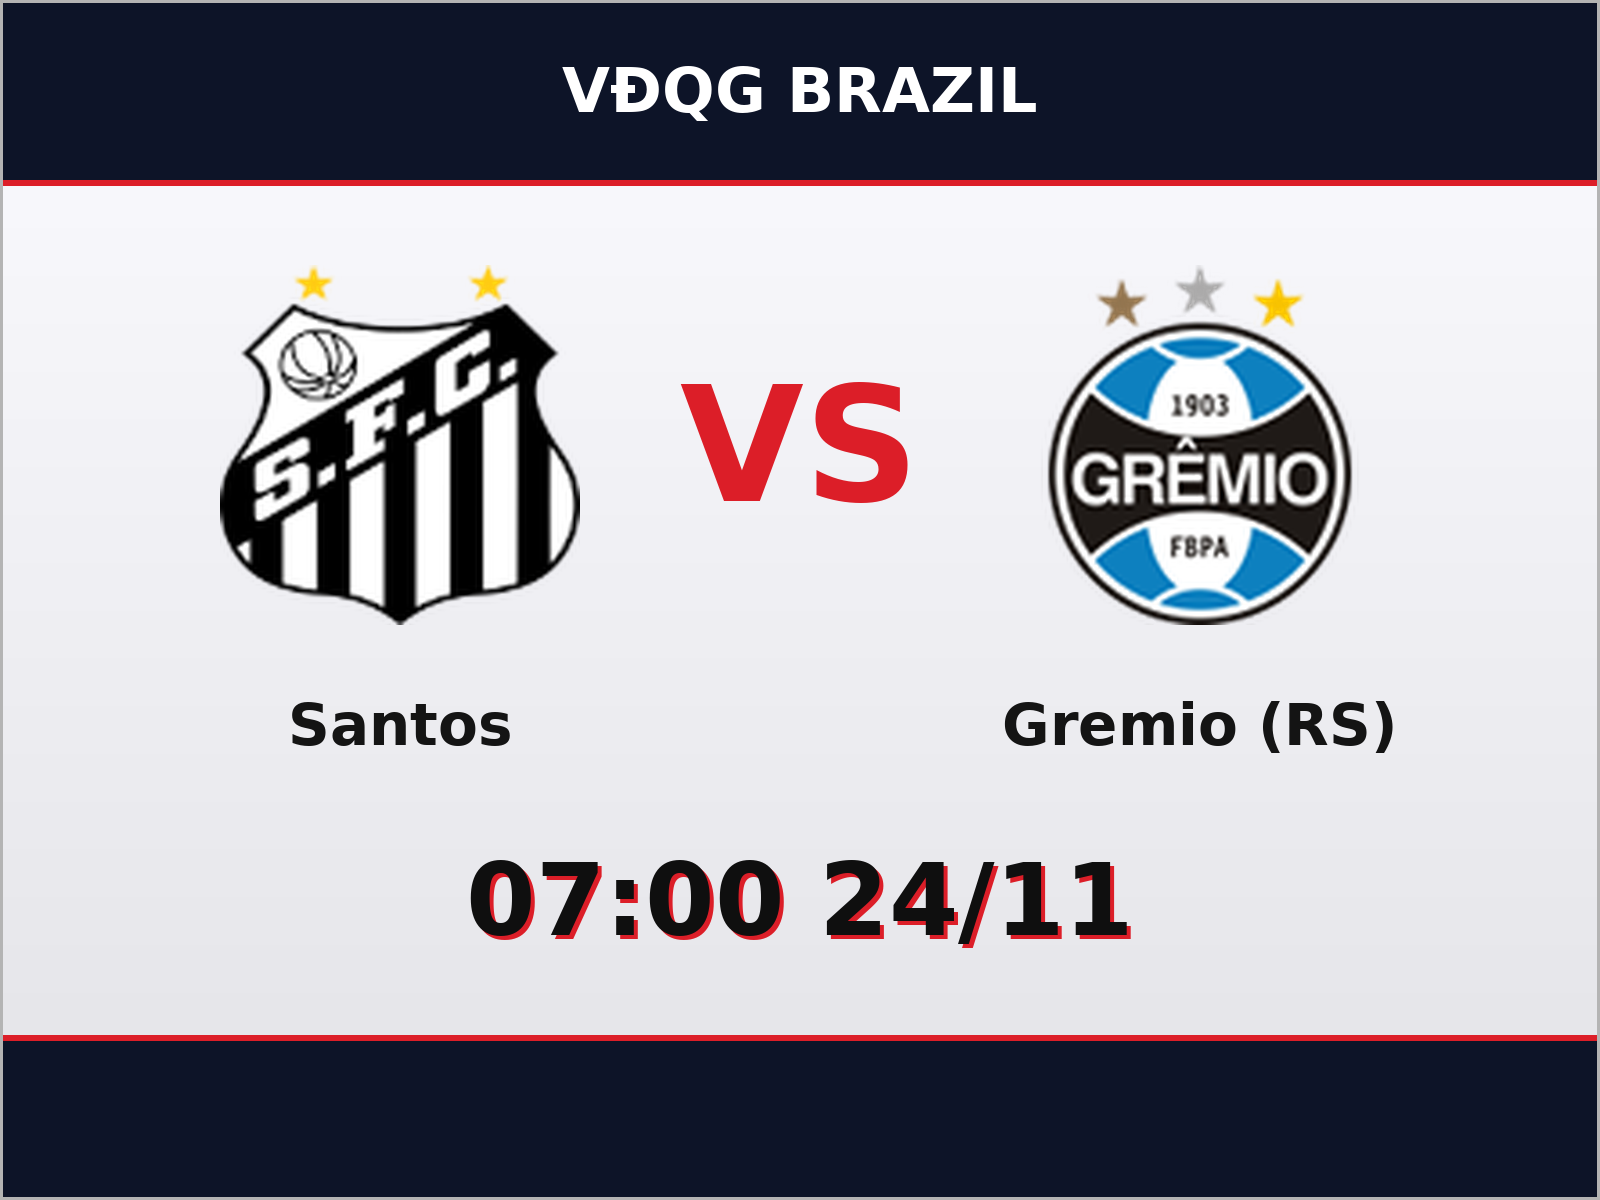 VĐQG BRAZIL
S.F.C.
VS
1903
GRÊMIO
FBPA
Santos
Gremio (RS)
07:00 24/11